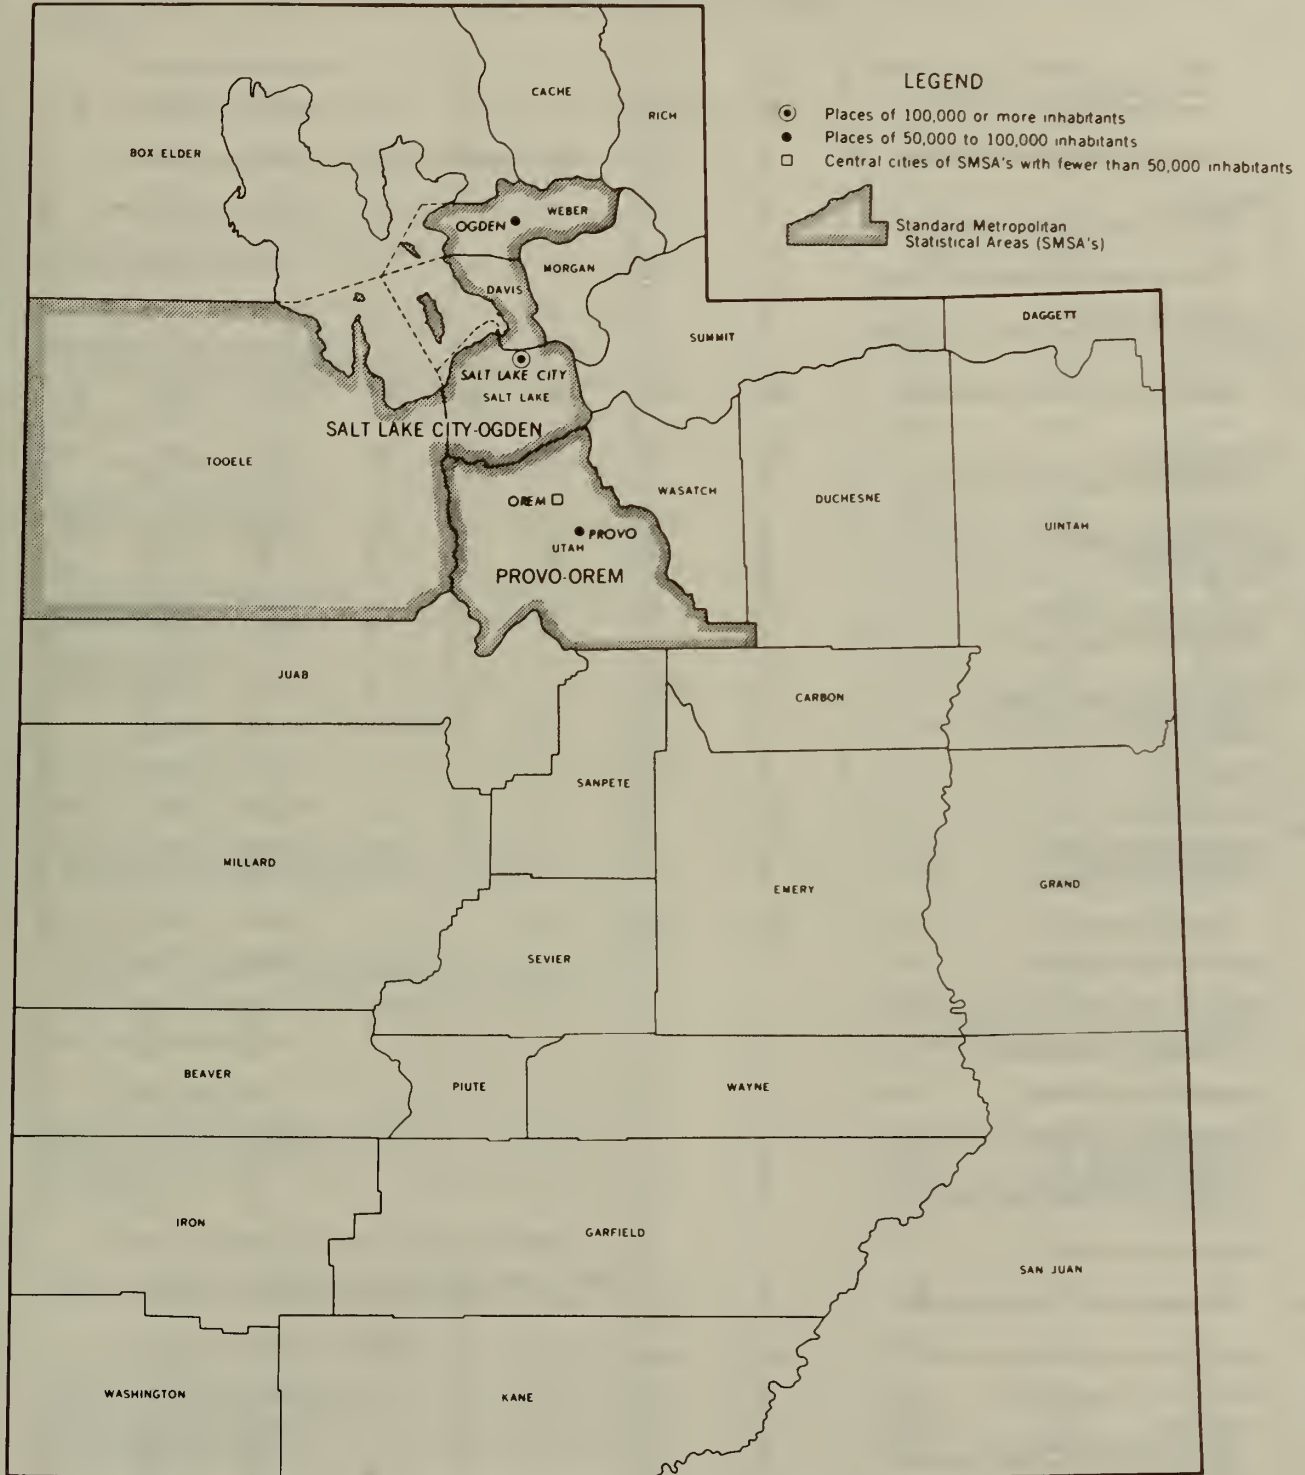 LEGEND
Places of 100,000 or more inhabitants
Places of 50,000 to 100,000 inhabitants
Central cities of SMSA's with fewer than 50,000 inhabitants
Standard Metropolitan
Statistical Areas (SMSA's)
CACHE
RICH
BOX ELDER
WEBER
OGDEN
MORGAN
DAVIS
DAGGETT
SUMMIT
SALT LAKE CITY
SALT LAKE
SALT LAKE CITY-OGDEN
TOOELE
WASATCH
DUCHESNE
UINTAH
OREM
PROVO
UTAH
PROVO-OREM
JUAB
CARBON
SANPETE
MILLARD
EMERY
GRAND
SEVIER
BEAVER
PIUTE
WAYNE
IRON
GARFIELD
SAN JUAN
WASHINGTON
KANE